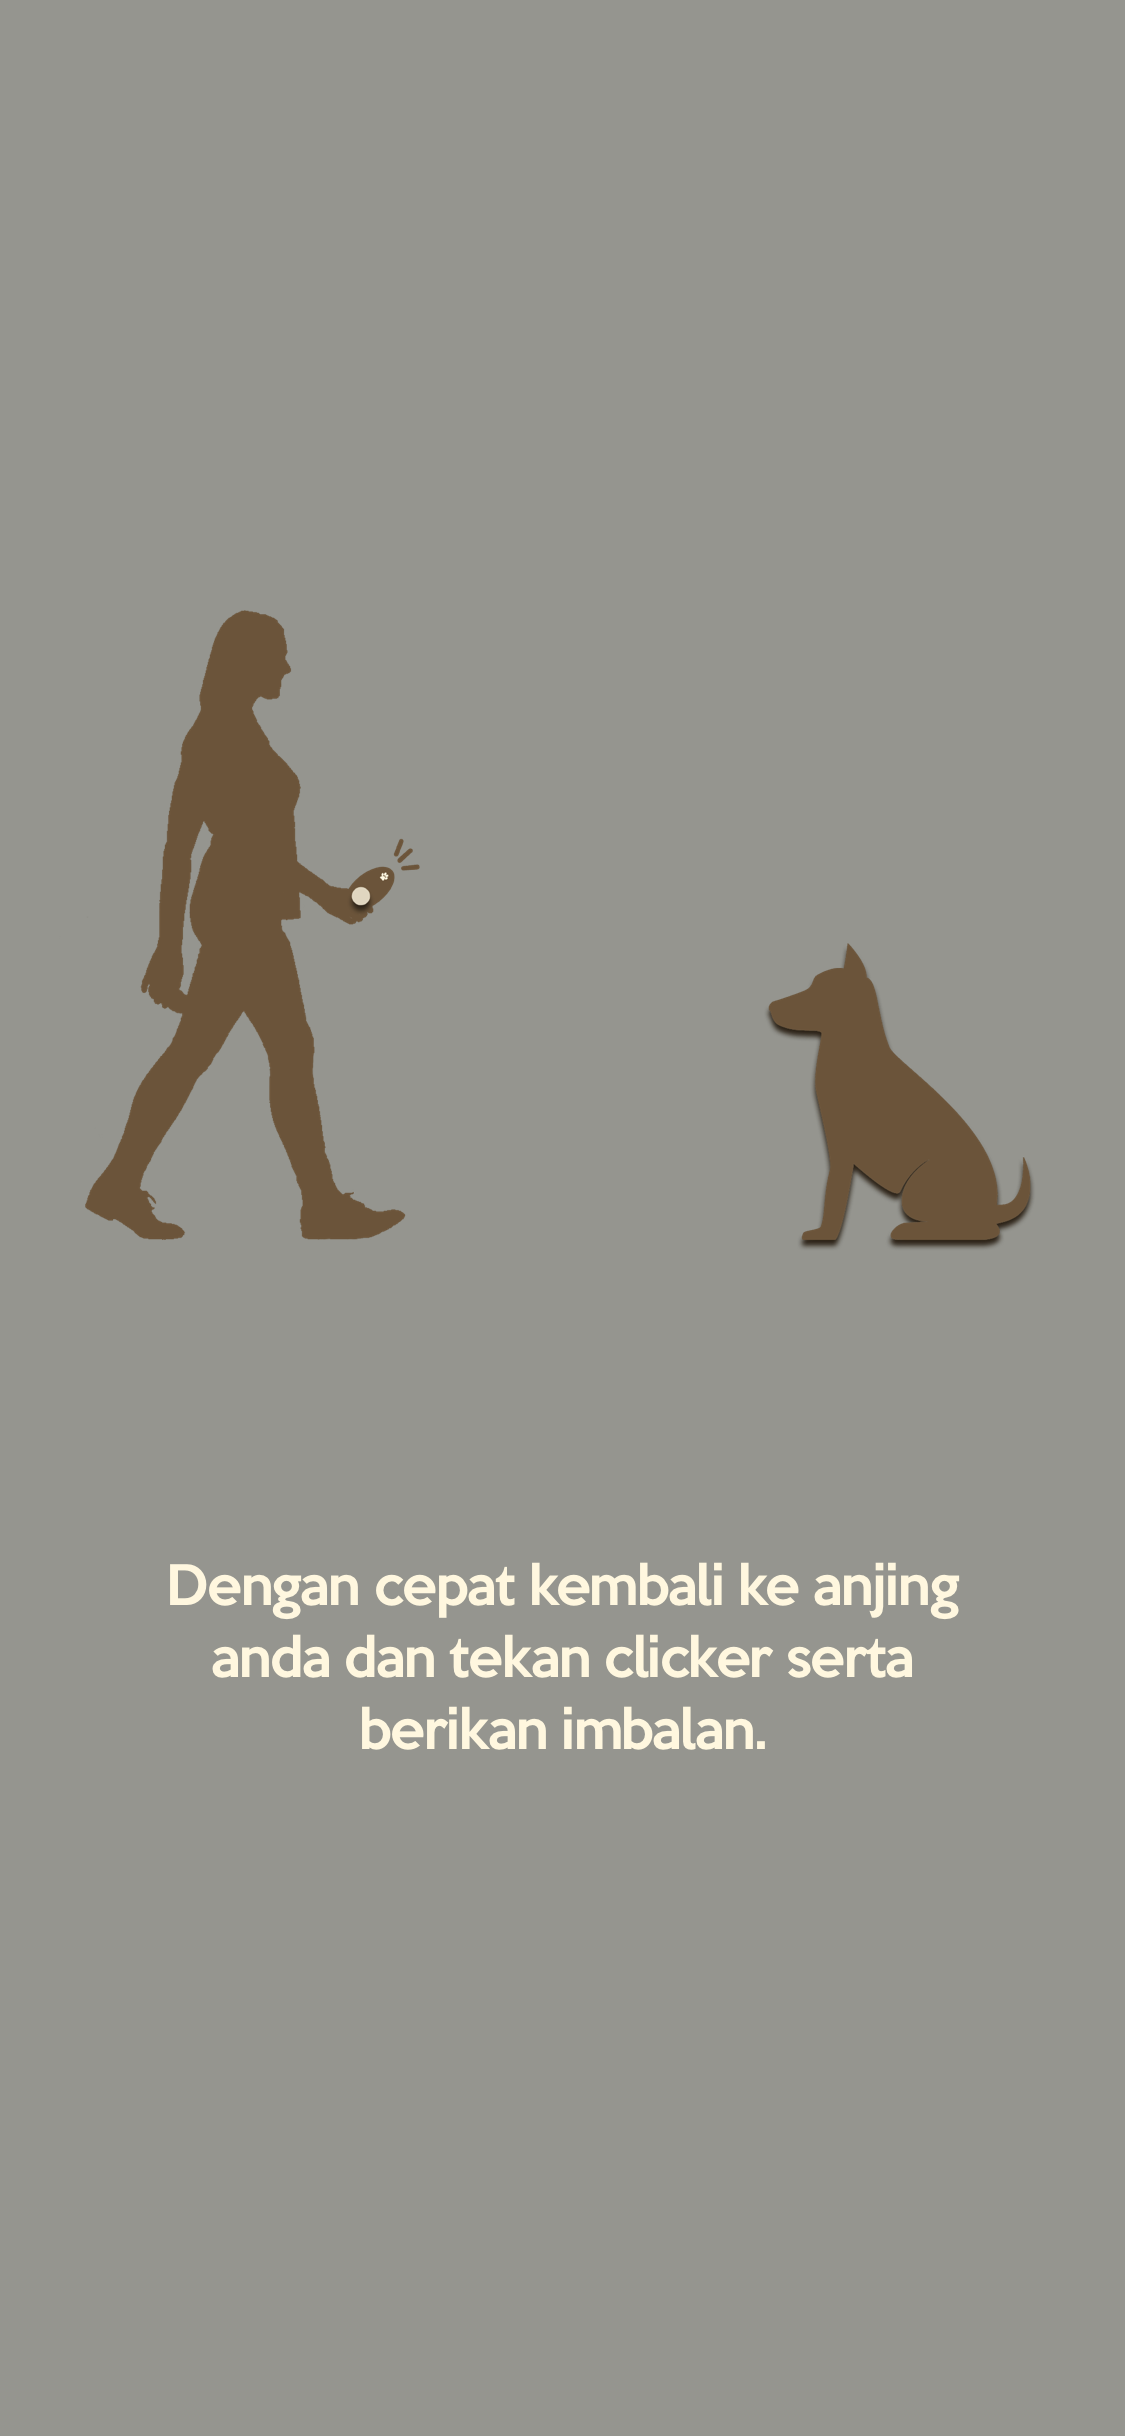 Dengan cepat kembali ke anjing
anda dan tekan clicker serta
berikan imbalan.